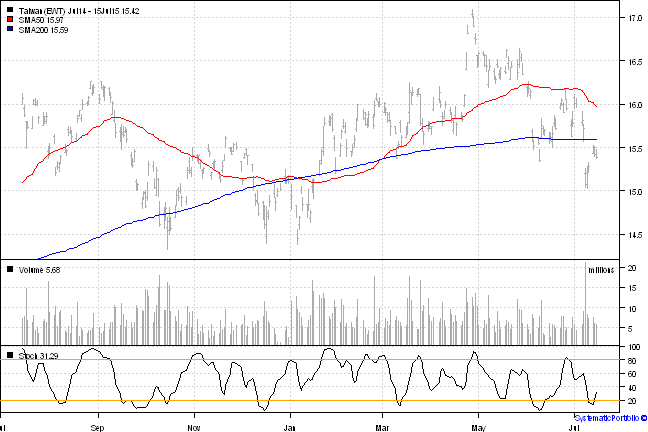 Taiwan (EWT) Jul14 - 15Jul15 15.42
SMA50 15.97
SMA200 15.59
17.0
16.5
16.0
15.5
15.0
14.5
Volume 5.68
millions
20
15
10
5
Stoch 31.29
100
80
60
40
20
Jul
Sep
Nov
Jan
Mar
May
Jul
SystematicPortfolio ©